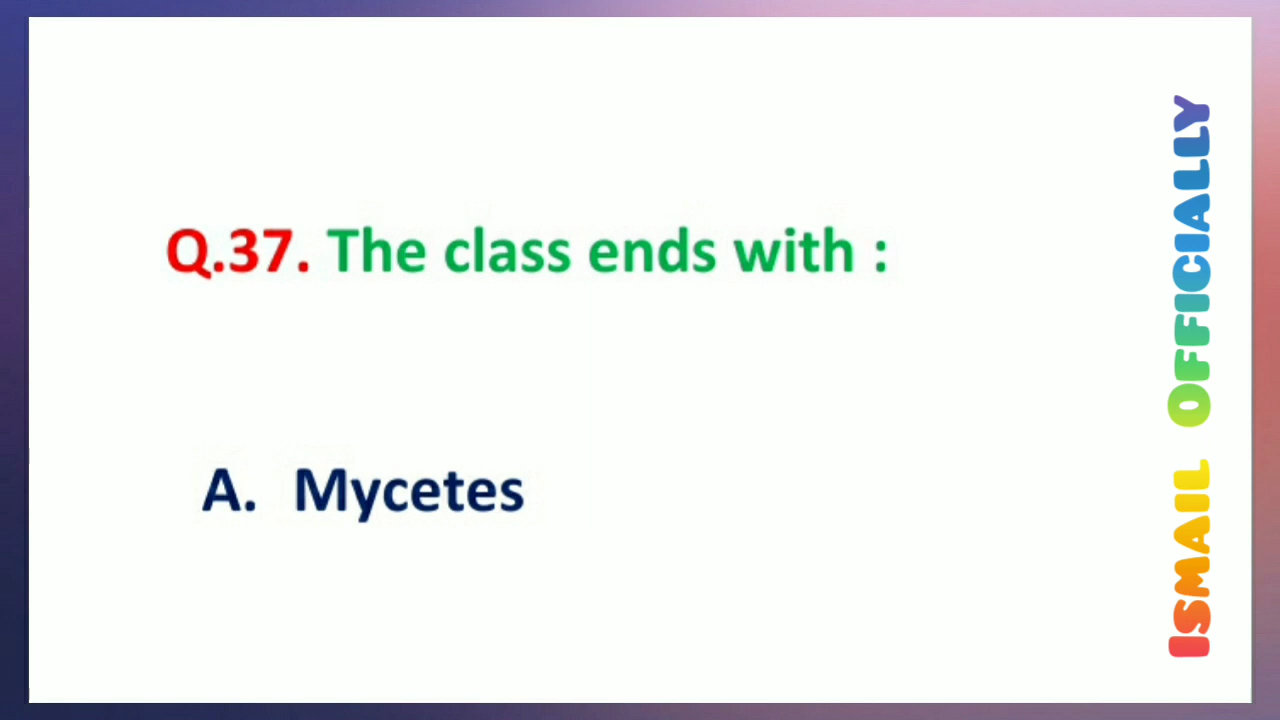 Q.37. The class ends with :
A. Mycetes
ISMAIL OFFICIALLY